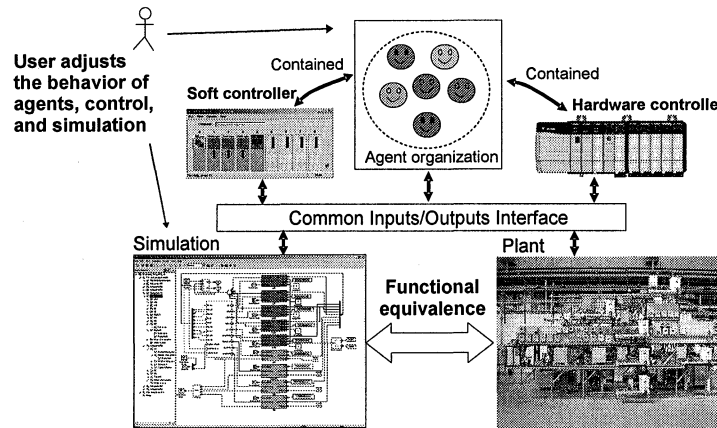 User adjusts
the behavior of
agents, control,
and simulation
Contained
Soft controller
Agent organization
Contained
Hardware controller
Common Inputs/Outputs Interface
Simulation
Plant
Functional
equivalence